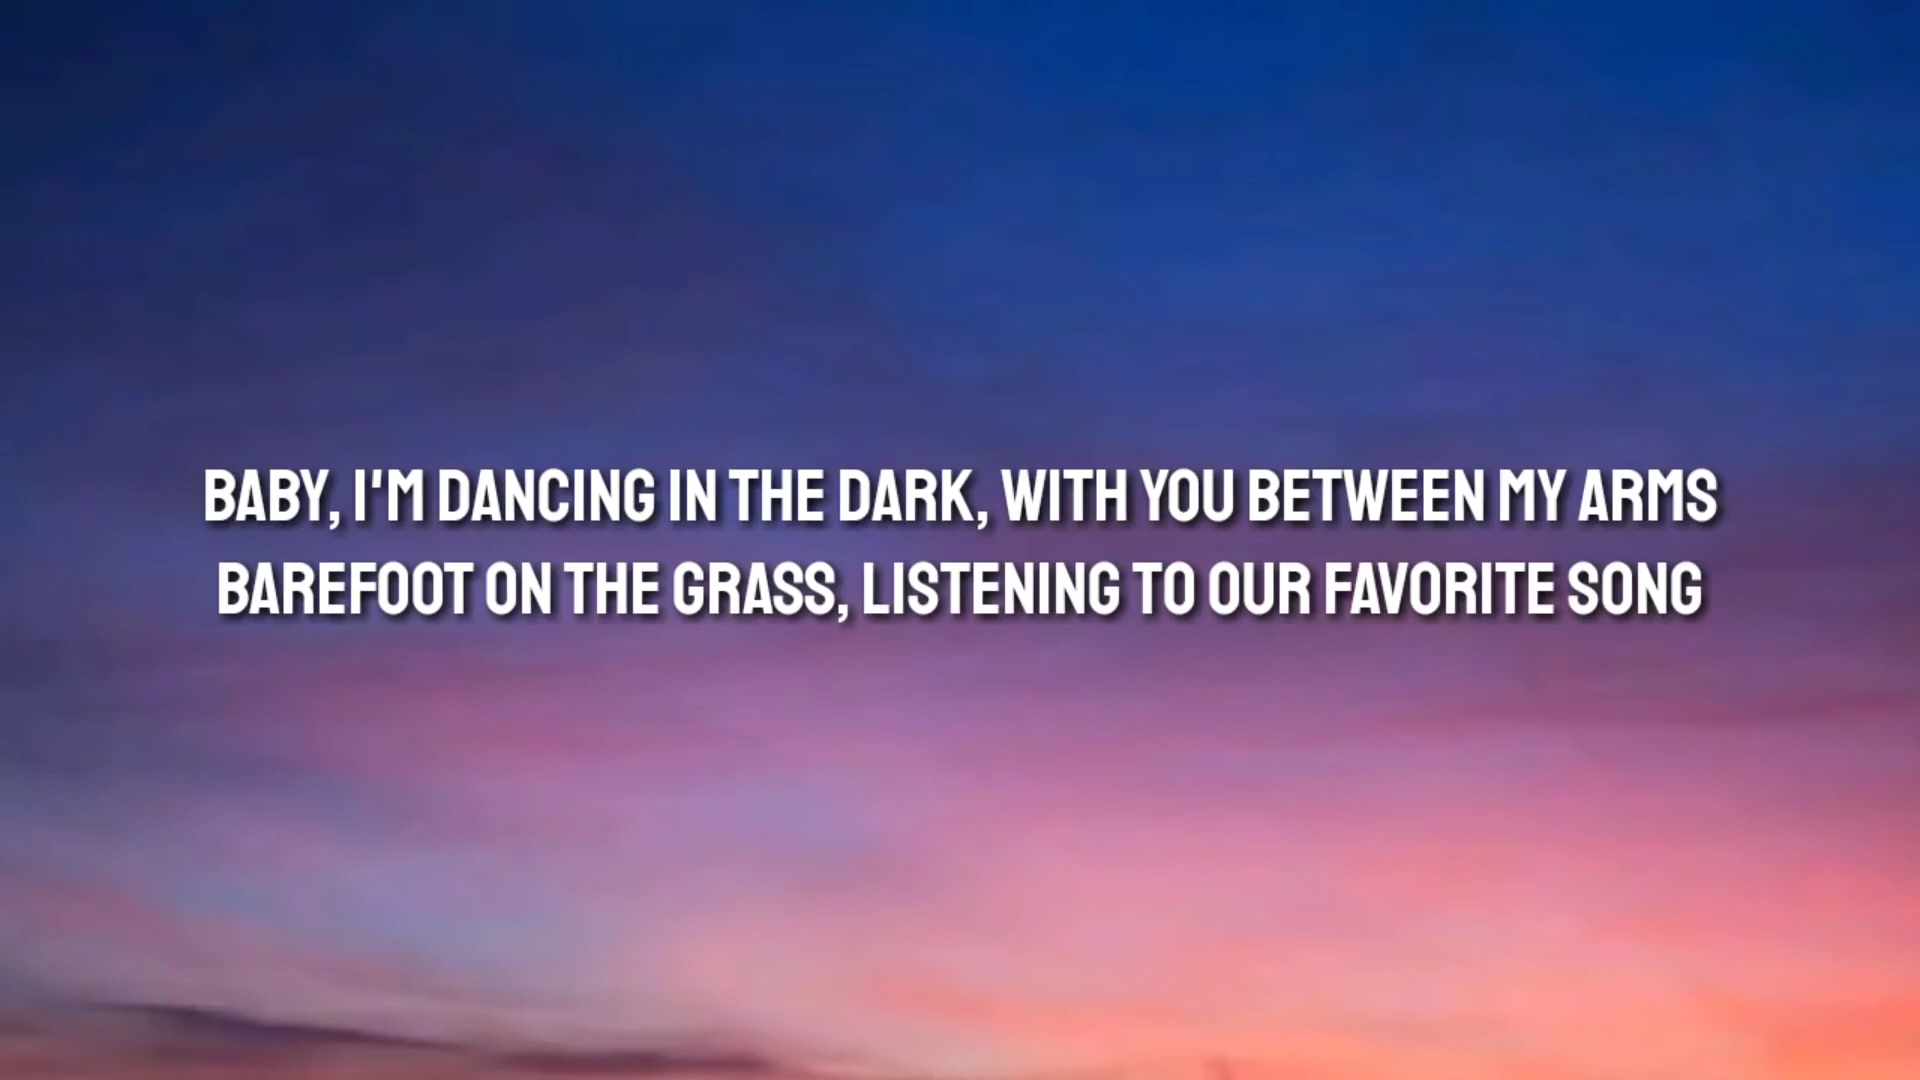 BABY, I'M DANCING IN THE DARK, WITH YOU BETWEEN MY ARMS
BAREFOOT ON THE GRASS, LISTENING TO OUR FAVORITE SONG